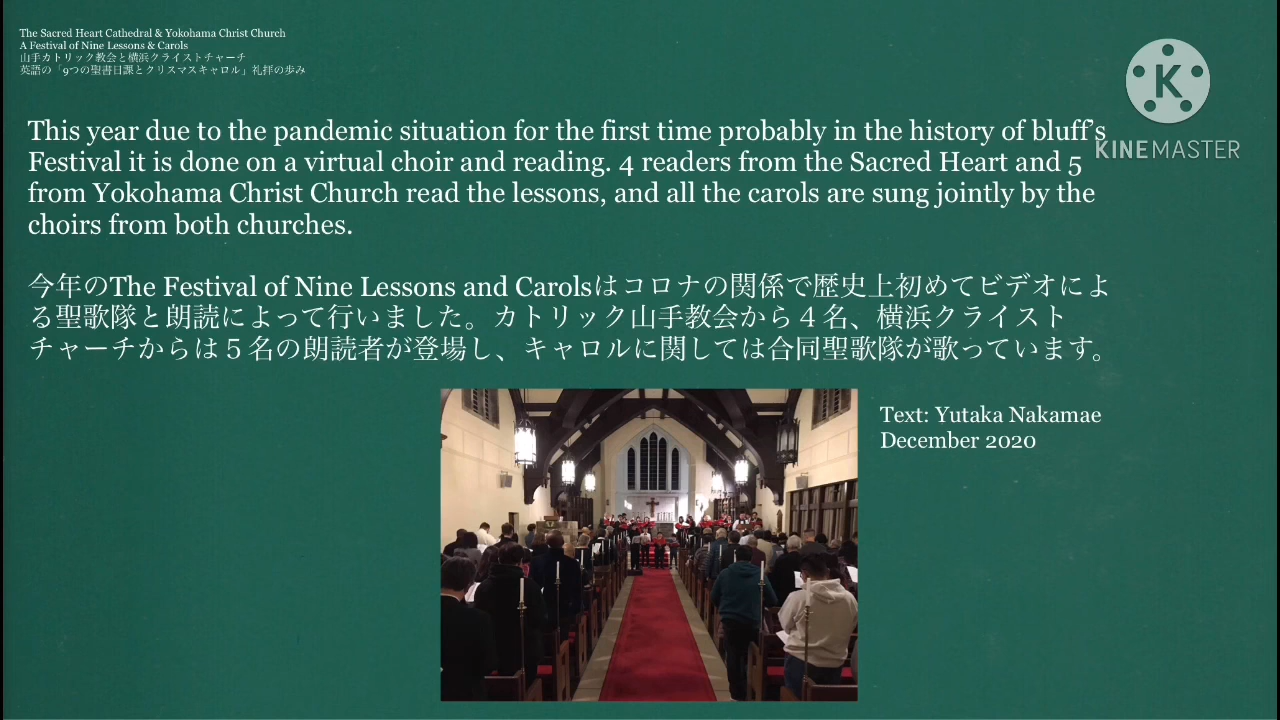 The Sacred Heart Cathedral & Yokohama Christ Church
A Festival of Nine Lessons & Carols
山手カトリック教会と横浜クライストチャーチ
英語の「9つの聖書日課とクリスマスキャロル」礼拝の歩み
K
KINEMASTER
This year due to the pandemic situation for the first time probably in the history of bluff’s
Festival it is done on a virtual choir and reading. 4 readers from the Sacred Heart and 5
from Yokohama Christ Church read the lessons, and all the carols are sung jointly by the
choirs from both churches.
今年のThe Festival of Nine Lessons and Carolsはコロナの関係で歴史上初めてビデオによ
る聖歌隊と朗読によって行いました。カトリック山手教会から４名、横浜クライスト
チャーチからは５名の朗読者が登場し、キャロルに関しては合同聖歌隊が歌っています。
Text: Yutaka Nakamae
December 2020